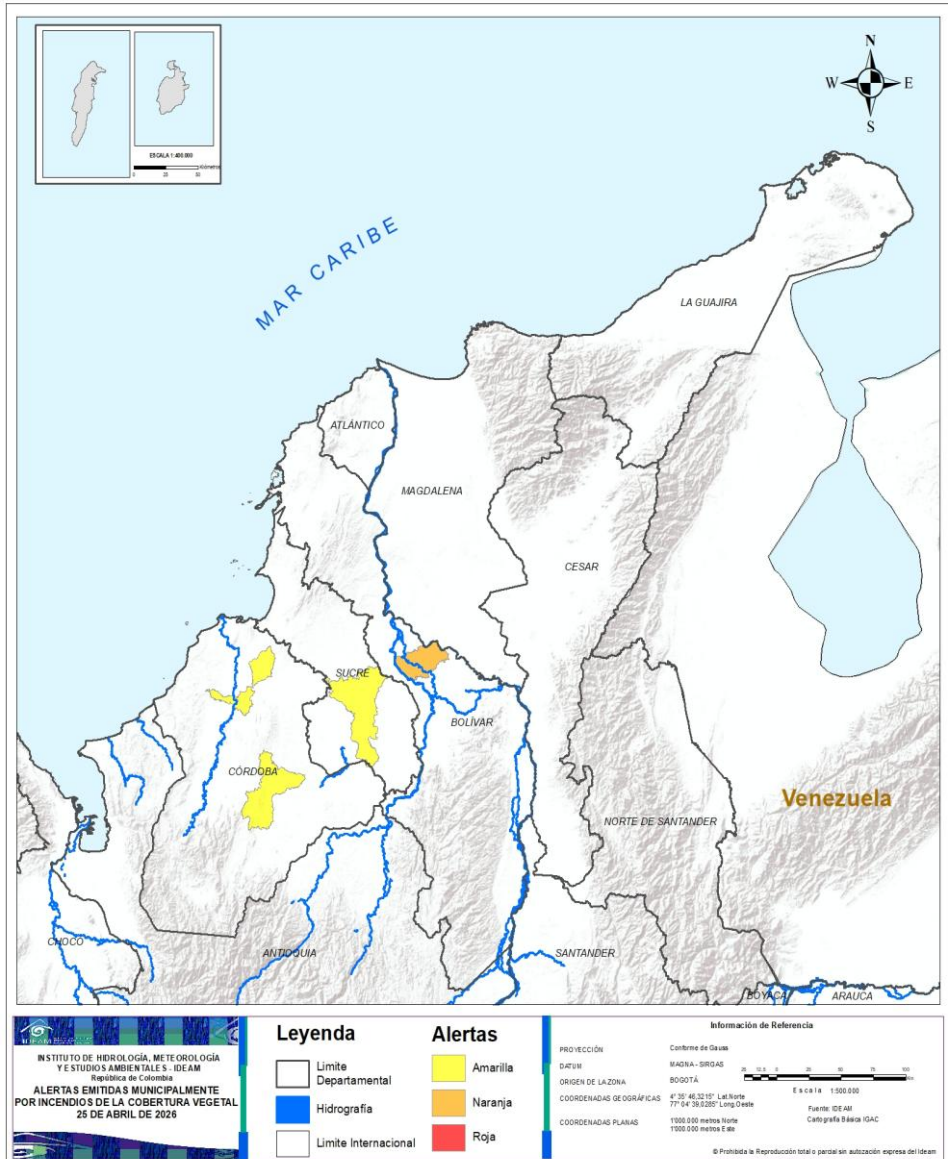 ESCALA 1:400.000
Kilómetros
N
W
E
S
MAR CARIBE
LA GUAJIRA
ATLÁNTICO
MAGDALENA
CESAR
SUCRE
BOLÍVAR
CÓRDOBA
Venezuela
NORTE DE SANTANDER
CHOCO
ANTIOQUIA
SANTANDER
BOYACÁ
ARAUCA
IDEAM
INSTITUTO DE HIDROLOGÍA, METEOROLOGÍA
Y ESTUDIOS AMBIENTALES - IDEAM
República de Colombia
ALERTAS EMITIDAS MUNICIPALMENTE
POR INCENDIOS DE LA COBERTURA VEGETAL
25 DE ABRIL DE 2026
Leyenda
Limite
Departamental
Hidrografía
Limite Internacional
Alertas
Amarilla
Naranja
Roja
Información de Referencia
PROYECCIÓN
Conforme de Gauss
DATUM
MAGNA - SIRGAS
ORIGEN DE LA ZONA
BOGOTÁ
COORDENADAS GEOGRÁFICAS
4° 35' 46,3215" Lat.Norte
77° 04' 39,0285" Long.Oeste
COORDENADAS PLANAS
1'000.000 metros Norte
1'000.000 metros Este
Escala 1:500.000
Fuente: IDEAM
Cartografía Básica IGAC
© Prohibida la Reproducción total o parcial sin autozación expresa del Ideam